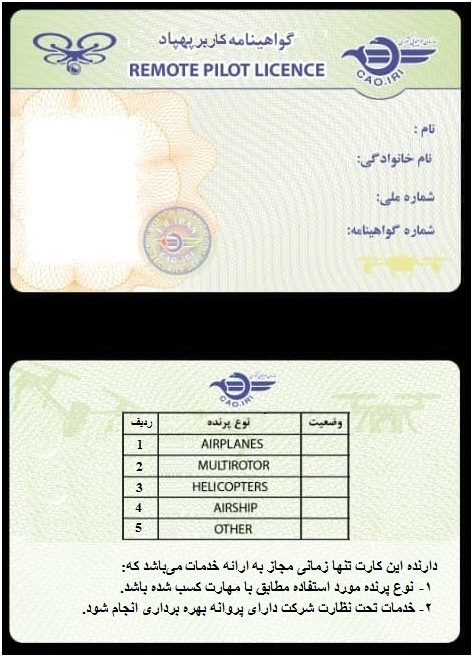 گواهینامه کاربر پهپاد
REMOTE PILOT LICENCE
سازمان هواپیمایی کشوری
CAO.IRI
نام :
نام خانوادگی:
شماره ملی:
شماره گواهینامه:
CAO.IRI
ردیف نوع پرنده وضعیت
1 AIRPLANES
2 MULTIROTOR
3 HELICOPTERS
4 AIRSHIP
5 OTHER
دارنده این کارت تنها زمانی مجاز به ارائه خدمات می‌باشد که:
۱- نوع پرنده مورد استفاده مطابق با مهارت کسب شده باشد.
۲- خدمات تحت نظارت شرکت دارای پروانه بهره برداری انجام شود.